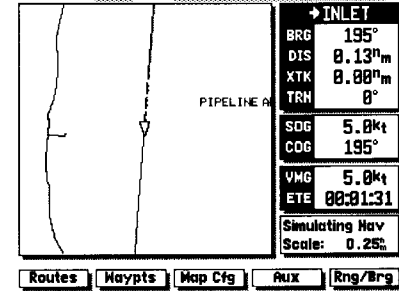 →INLET
BRG 195°
DIS 0.13nm
XTK 0.00nm
TRN 0°
PIPELINE A
SOG 5.0kt
COG 195°
VMG 5.0kt
ETE 00:01:31
Simulating Nav
Scale: 0.25nm
Routes Waypts Map Cfg Aux Rng/Brg